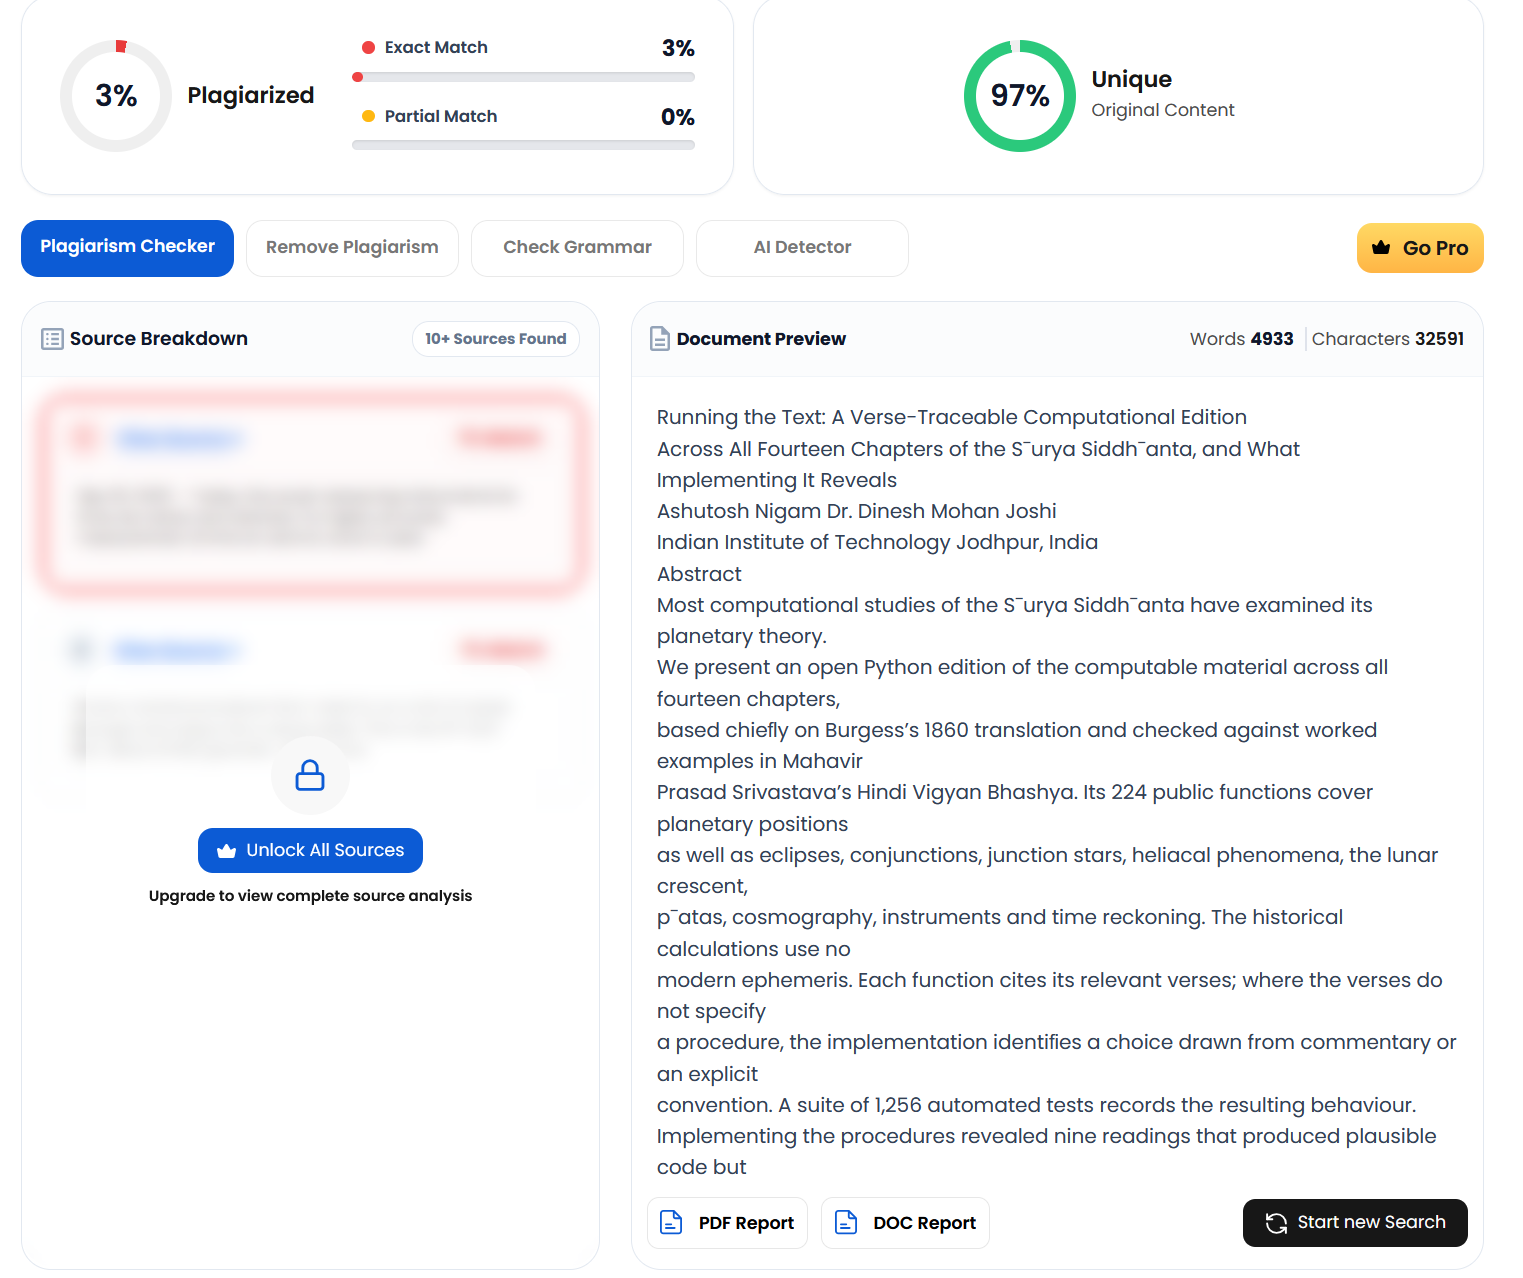 3%
Plagiarized
Exact Match 3%
Partial Match 0%
97%
Unique
Original Content
Plagiarism Checker
Remove Plagiarism
Check Grammar
AI Detector
Go Pro
Source Breakdown
10+ Sources Found
Unlock All Sources
Upgrade to view complete source analysis
Document Preview
Words 4933 Characters 32591
Running the Text: A Verse-Traceable Computational Edition
Across All Fourteen Chapters of the S¯urya Siddh¯anta, and What
Implementing It Reveals
Ashutosh Nigam Dr. Dinesh Mohan Joshi
Indian Institute of Technology Jodhpur, India
Abstract
Most computational studies of the S¯urya Siddh¯anta have examined its
planetary theory.
We present an open Python edition of the computable material across all
fourteen chapters,
based chiefly on Burgess’s 1860 translation and checked against worked
examples in Mahavir
Prasad Srivastava’s Hindi Vigyan Bhashya. Its 224 public functions cover
planetary positions
as well as eclipses, conjunctions, junction stars, heliacal phenomena, the lunar
crescent,
p¯atas, cosmography, instruments and time reckoning. The historical
calculations use no
modern ephemeris. Each function cites its relevant verses; where the verses do
not specify
a procedure, the implementation identifies a choice drawn from commentary or
an explicit
convention. A suite of 1,256 automated tests records the resulting behaviour.
Implementing the procedures revealed nine readings that produced plausible
code but
PDF Report
DOC Report
Start new Search